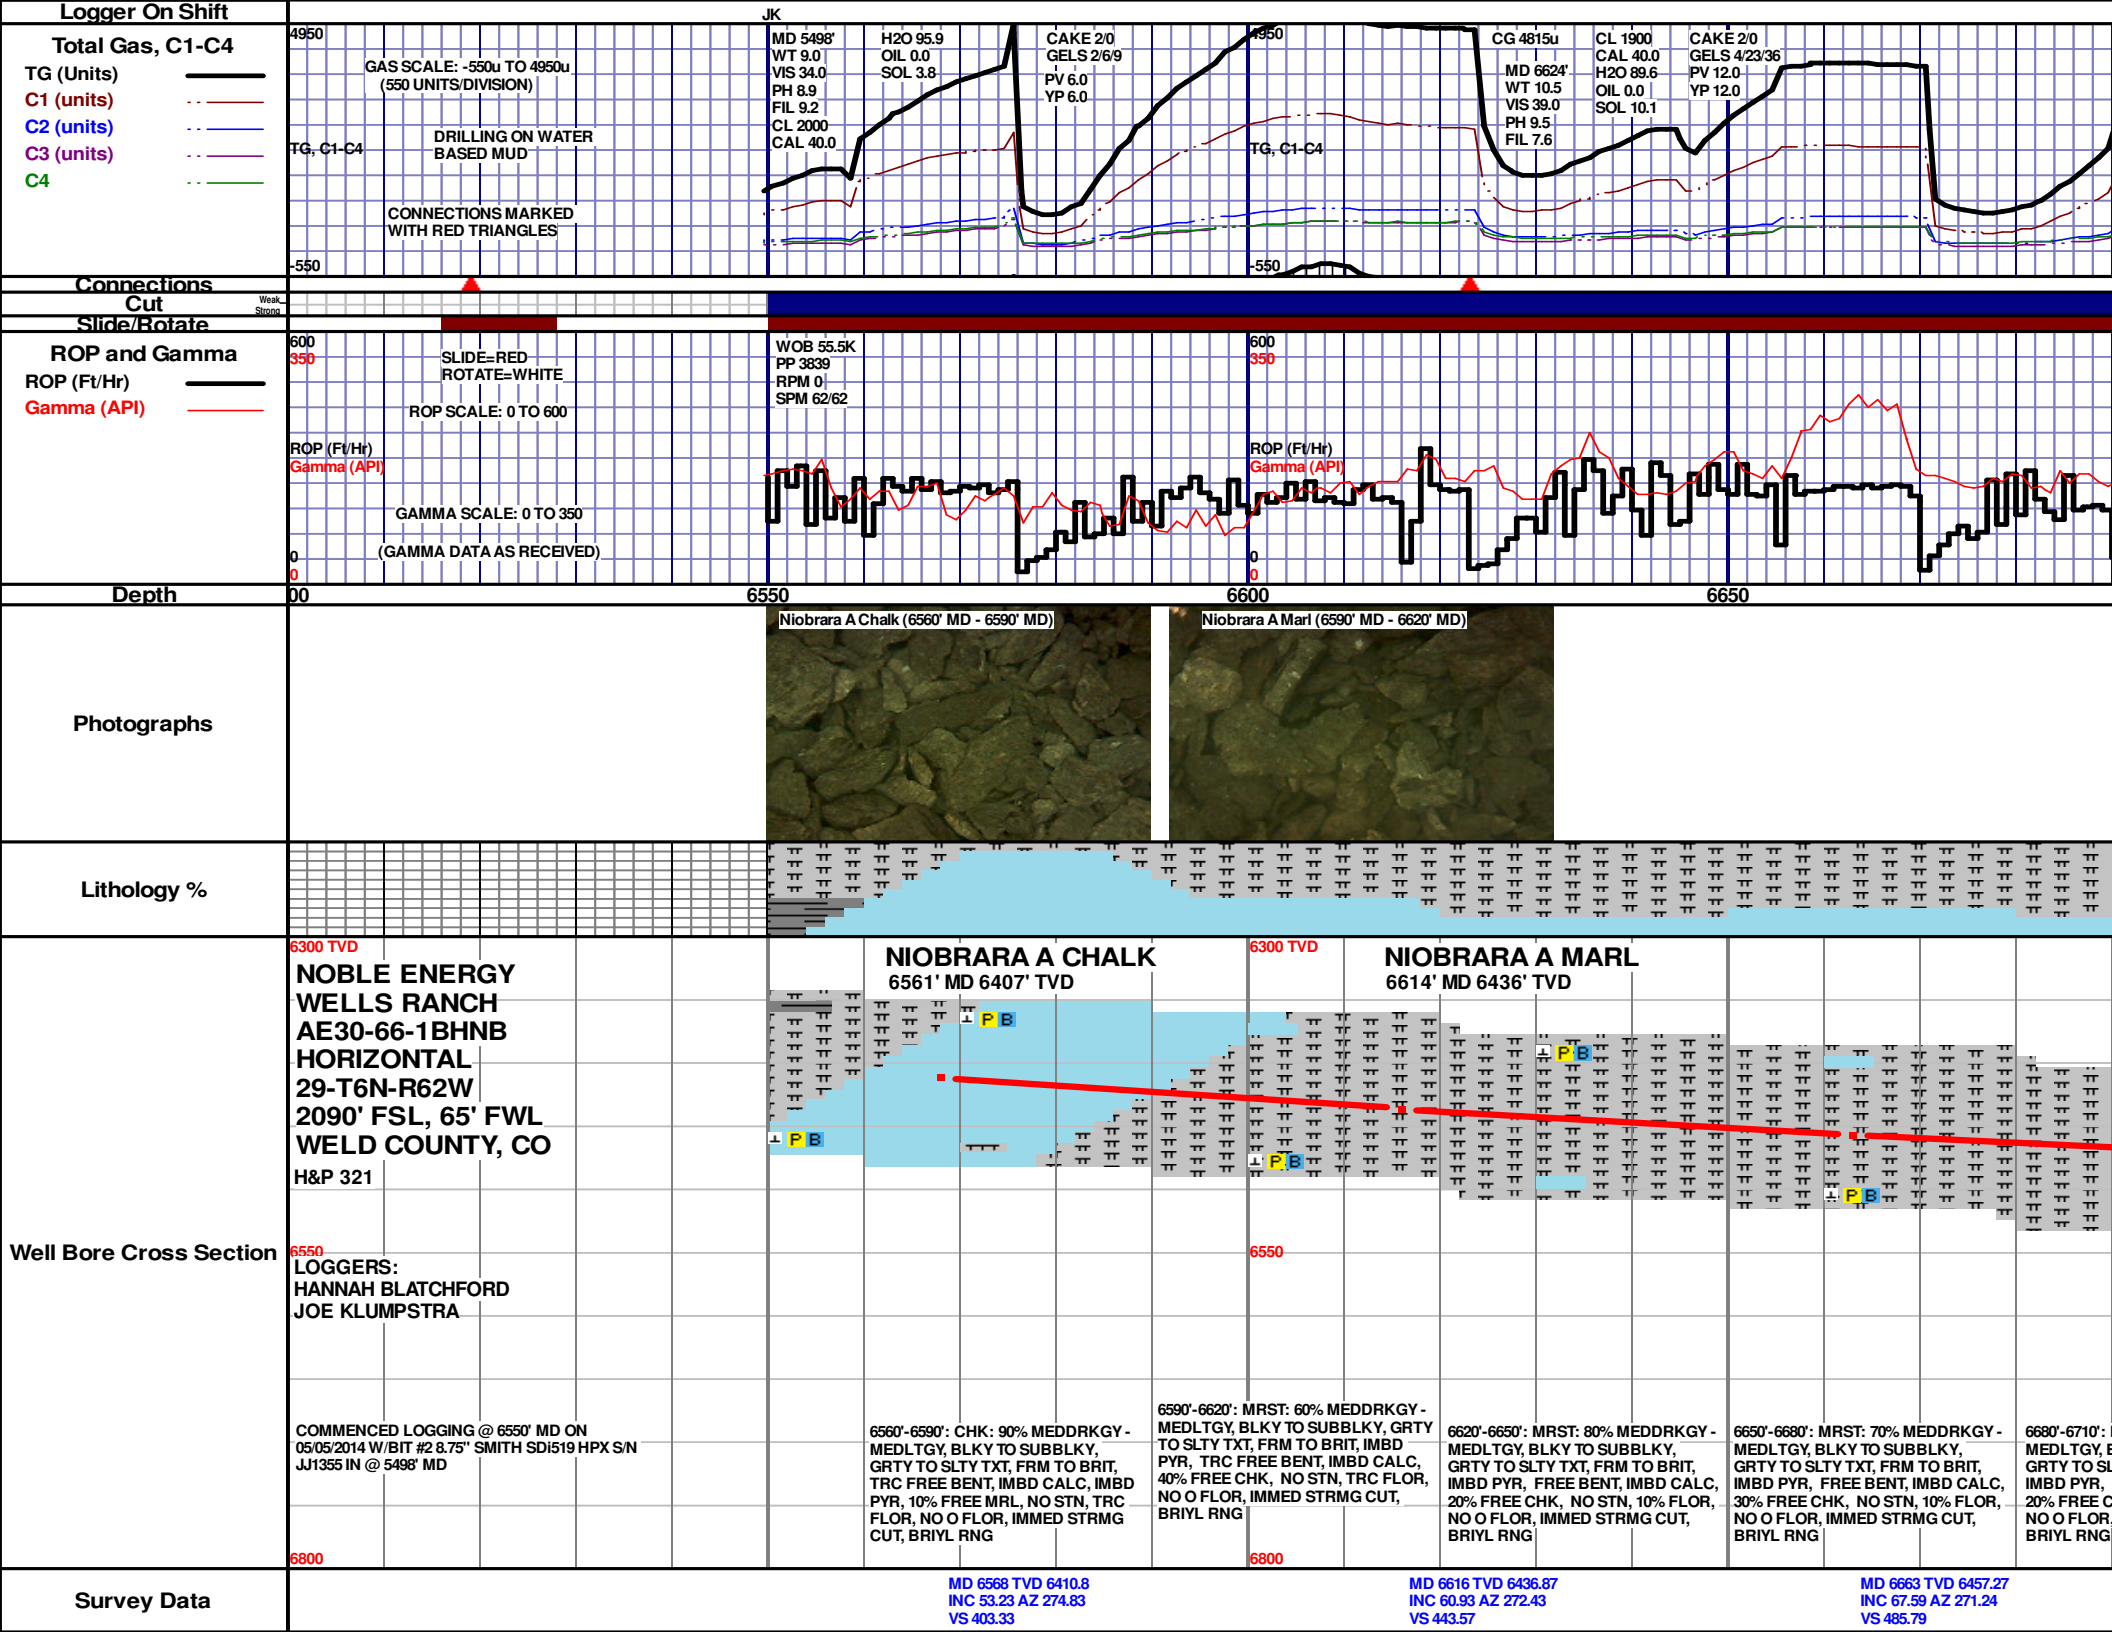 Logger On Shift
JK
Total Gas, C1-C4
TG (Units)
C1 (units)
C2 (units)
C3 (units)
C4
4950
GAS SCALE: -550u TO 4950u
(550 UNITS/DIVISION)
DRILLING ON WATER
BASED MUD
TG, C1-C4
CONNECTIONS MARKED
WITH RED TRIANGLES
-550
MD 5498'
WT 9.0
VIS 34.0
PH 8.9
FIL 9.2
CL 2000
CAL 40.0
H2O 95.9
OIL 0.0
SOL 3.8
CAKE 2/0
GELS 2/6/9
PV 6.0
YP 6.0
4950
TG, C1-C4
-550
CG 4815u
MD 6624'
WT 10.5
VIS 39.0
PH 9.5
FIL 7.6
CL 1900
CAL 40.0
H2O 89.6
OIL 0.0
SOL 10.1
CAKE 2/0
GELS 4/23/36
PV 12.0
YP 12.0
Connections
Cut
Weak
Strong
Slide/Rotate
ROP and Gamma
ROP (Ft/Hr)
Gamma (API)
600
350
SLIDE=RED
ROTATE=WHITE
ROP SCALE: 0 TO 600
ROP (Ft/Hr)
Gamma (API)
GAMMA SCALE: 0 TO 350
(GAMMA DATA AS RECEIVED)
0
0
WOB 55.5K
PP 3839
RPM 0
SPM 62/62
600
350
ROP (Ft/Hr)
Gamma (API)
0
0
Depth
00
6550
6600
6650
Photographs
Niobrara A Chalk (6560' MD - 6590' MD)
Niobrara A Marl (6590' MD - 6620' MD)
Lithology %
Well Bore Cross Section
6300 TVD
NOBLE ENERGY
WELLS RANCH
AE30-66-1BHNB
HORIZONTAL
29-T6N-R62W
2090' FSL, 65' FWL
WELD COUNTY, CO
H&P 321
6550
LOGGERS:
HANNAH BLATCHFORD
JOE KLUMPSTRA
COMMENCED LOGGING @ 6550' MD ON
05/05/2014 W/BIT #2 8.75" SMITH SDi519 HPX S/N
JJ1355 IN @ 5498' MD
6800
NIOBRARA A CHALK
6561' MD 6407' TVD
6300 TVD
NIOBRARA A MARL
6614' MD 6436' TVD
P B
P B
P B
P B
P B
6550
6560'-6590': CHK: 90% MEDDRKGY -
MEDLTGY, BLKY TO SUBBLKY,
GRTY TO SLTY TXT, FRM TO BRIT,
TRC FREE BENT, IMBD CALC, IMBD
PYR, 10% FREE MRL, NO STN, TRC
FLOR, NO O FLOR, IMMED STRMG
CUT, BRIYL RNG
6590'-6620': MRST: 60% MEDDRKGY -
MEDLTGY, BLKY TO SUBBLKY, GRTY
TO SLTY TXT, FRM TO BRIT, IMBD
PYR, TRC FREE BENT, IMBD CALC,
40% FREE CHK, NO STN, TRC FLOR,
NO O FLOR, IMMED STRMG CUT,
BRIYL RNG
6800
6620'-6650': MRST: 80% MEDDRKGY -
MEDLTGY, BLKY TO SUBBLKY,
GRTY TO SLTY TXT, FRM TO BRIT,
IMBD PYR, FREE BENT, IMBD CALC,
20% FREE CHK, NO STN, 10% FLOR,
NO O FLOR, IMMED STRMG CUT,
BRIYL RNG
6650'-6680': MRST: 70% MEDDRKGY -
MEDLTGY, BLKY TO SUBBLKY,
GRTY TO SLTY TXT, FRM TO BRIT,
IMBD PYR, FREE BENT, IMBD CALC,
30% FREE CHK, NO STN, 10% FLOR,
NO O FLOR, IMMED STRMG CUT,
BRIYL RNG
6680'-6710':
MEDLTGY, B
GRTY TO SL
IMBD PYR,
20% FREE C
NO O FLOR,
BRIYL RNG
Survey Data
MD 6568 TVD 6410.8
INC 53.23 AZ 274.83
VS 403.33
MD 6616 TVD 6436.87
INC 60.93 AZ 272.43
VS 443.57
MD 6663 TVD 6457.27
INC 67.59 AZ 271.24
VS 485.79